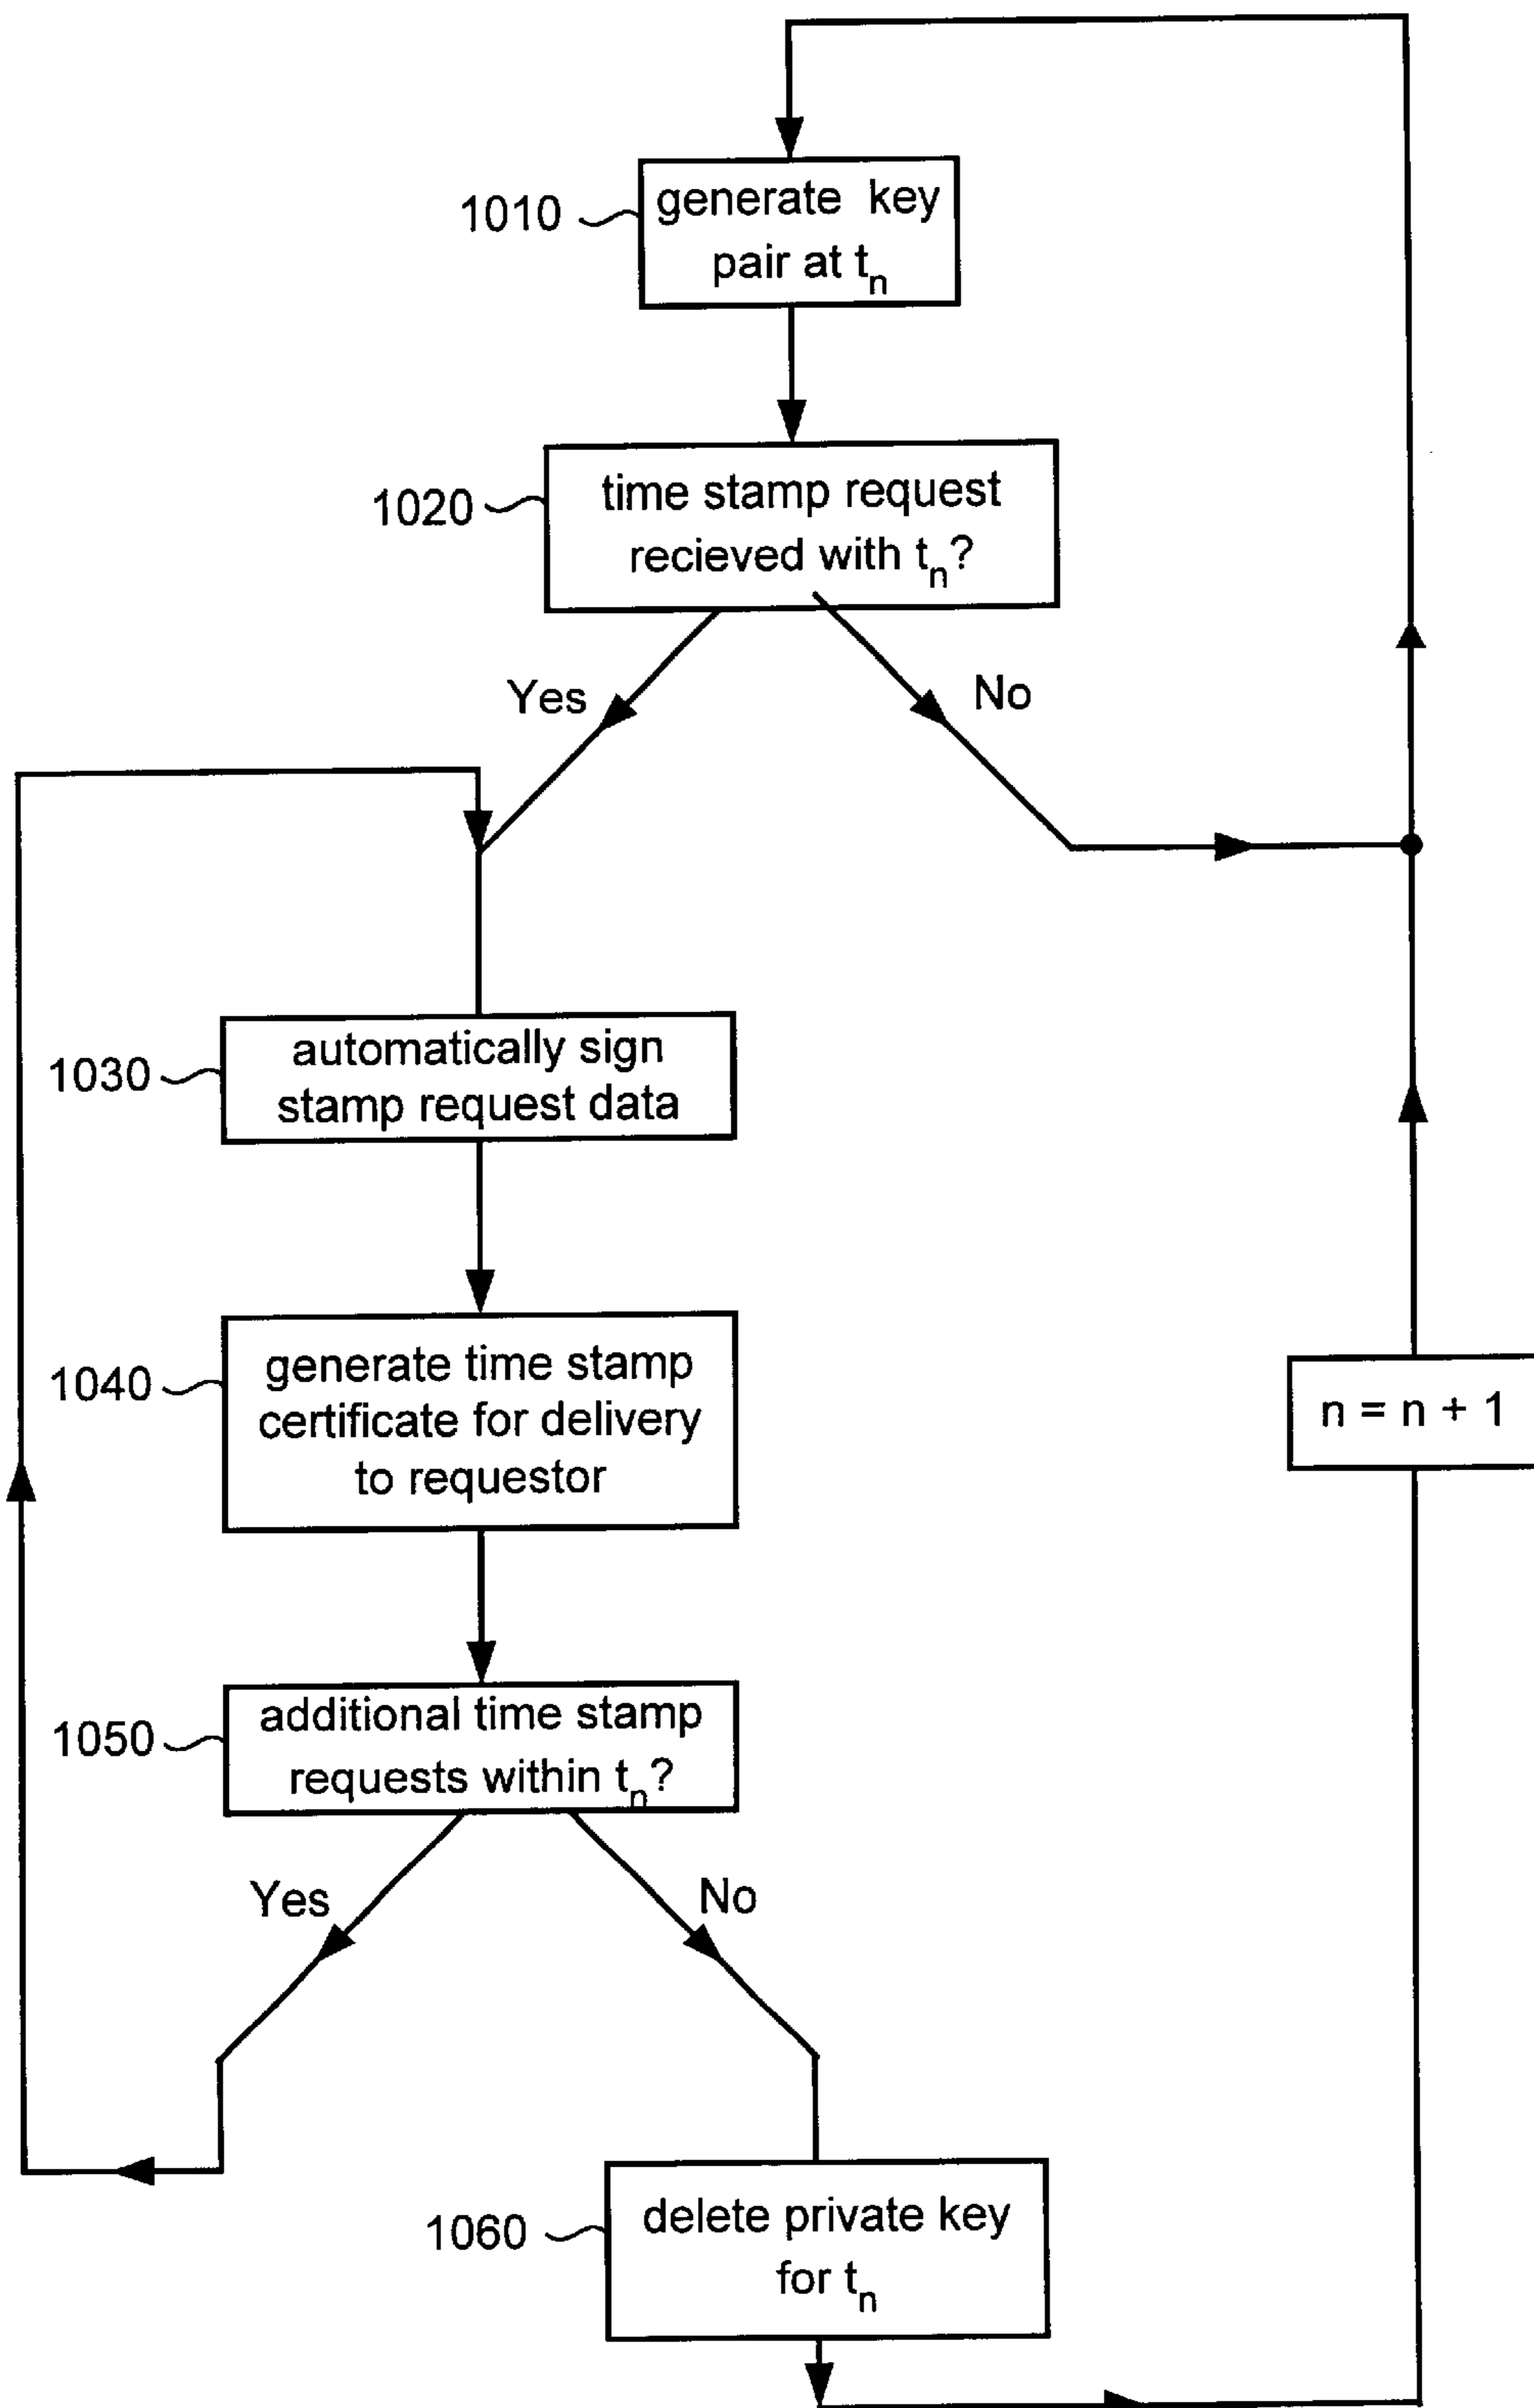 1010
generate key
pair at tn
1020
time stamp request
recieved with tn?
Yes
No
1030
automatically sign
stamp request data
1040
generate time stamp
certificate for delivery
to requestor
n = n + 1
1050
additional time stamp
requests within tn?
Yes
No
1060
delete private key
for tn